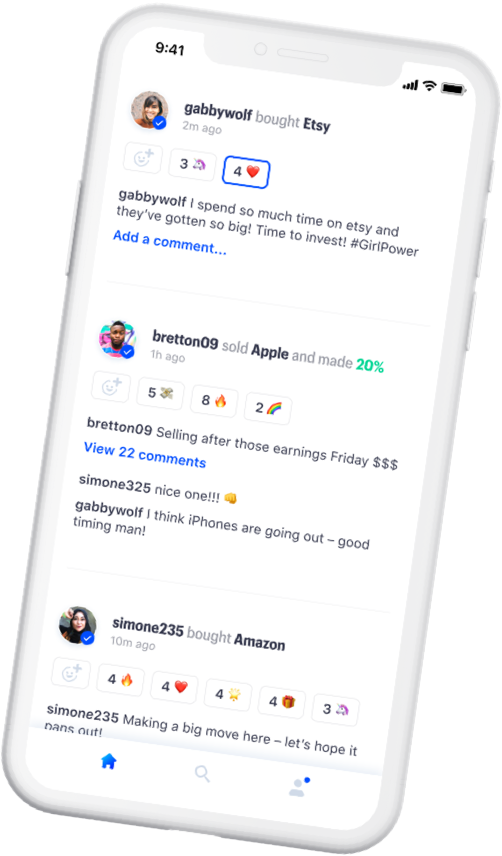 9:41
gabbywolf bought Etsy
2m ago
3 🦄 4 ❤️
gabbywolf I spend so much time on etsy and
they've gotten so big! Time to invest! #GirlPower
Add a comment...
bretton09 sold Apple and made 20%
1h ago
5 💸 8 🔥 2 🌈
bretton09 Selling after those earnings Friday $$$
View 22 comments
simone325 nice one!!! 👊
gabbywolf I think iPhones are going out – good
timing man!
simone235 bought Amazon
10m ago
4 🔥 4 ❤️ 4 🌟 4 🎁 3 🦄
simone235 Making a big move here – let's hope it
pans out!